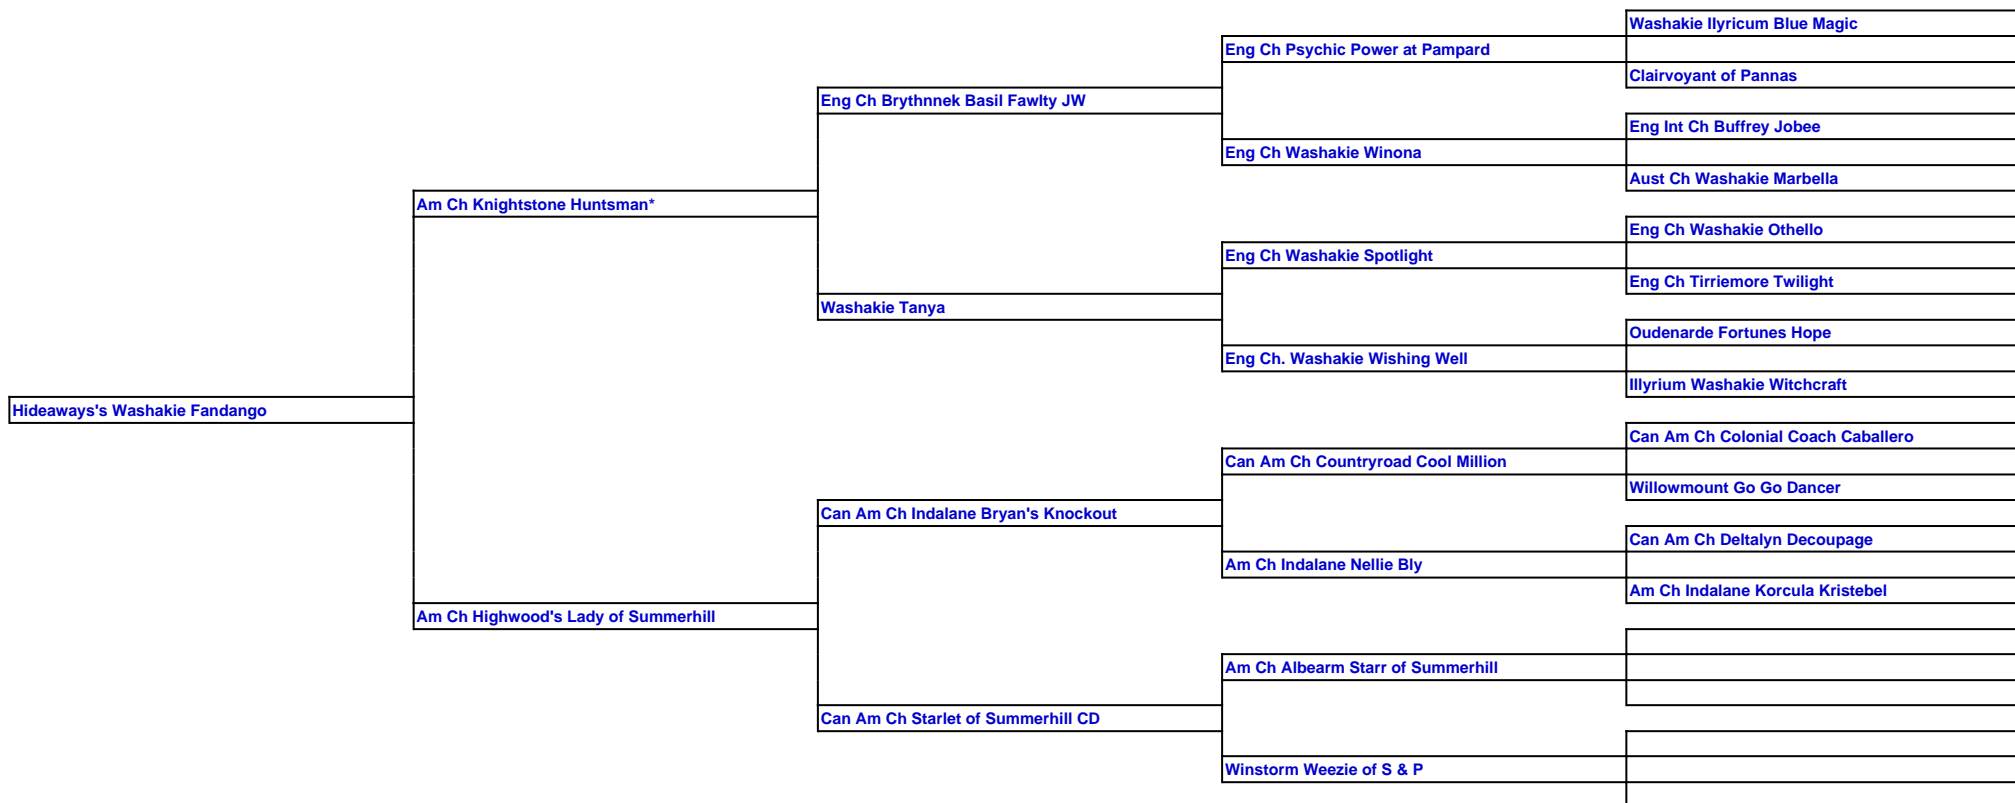 Washakie Ilyricum Blue Magic
Eng Ch Psychic Power at Pampard
Clairvoyant of Pannas
Eng Ch Brythnnek Basil Fawlty JW
Eng Int Ch Buffrey Jobee
Eng Ch Washakie Winona
Aust Ch Washakie Marbella
Am Ch Knightstone Huntsman*
Eng Ch Washakie Othello
Eng Ch Washakie Spotlight
Eng Ch Tirriemore Twilight
Washakie Tanya
Oudenarde Fortunes Hope
Eng Ch. Washakie Wishing Well
Illyrium Washakie Witchcraft
Hideaways's Washakie Fandango
Can Am Ch Colonial Coach Caballero
Can Am Ch Countryroad Cool Million
Willowmount Go Go Dancer
Can Am Ch Indalane Bryan's Knockout
Can Am Ch Deltalyn Decoupage
Am Ch Indalane Nellie Bly
Am Ch Indalane Korcula Kristebel
Am Ch Highwood's Lady of Summerhill
Am Ch Albearm Starr of Summerhill
Can Am Ch Starlet of Summerhill CD
Winstorm Weezie of S & P